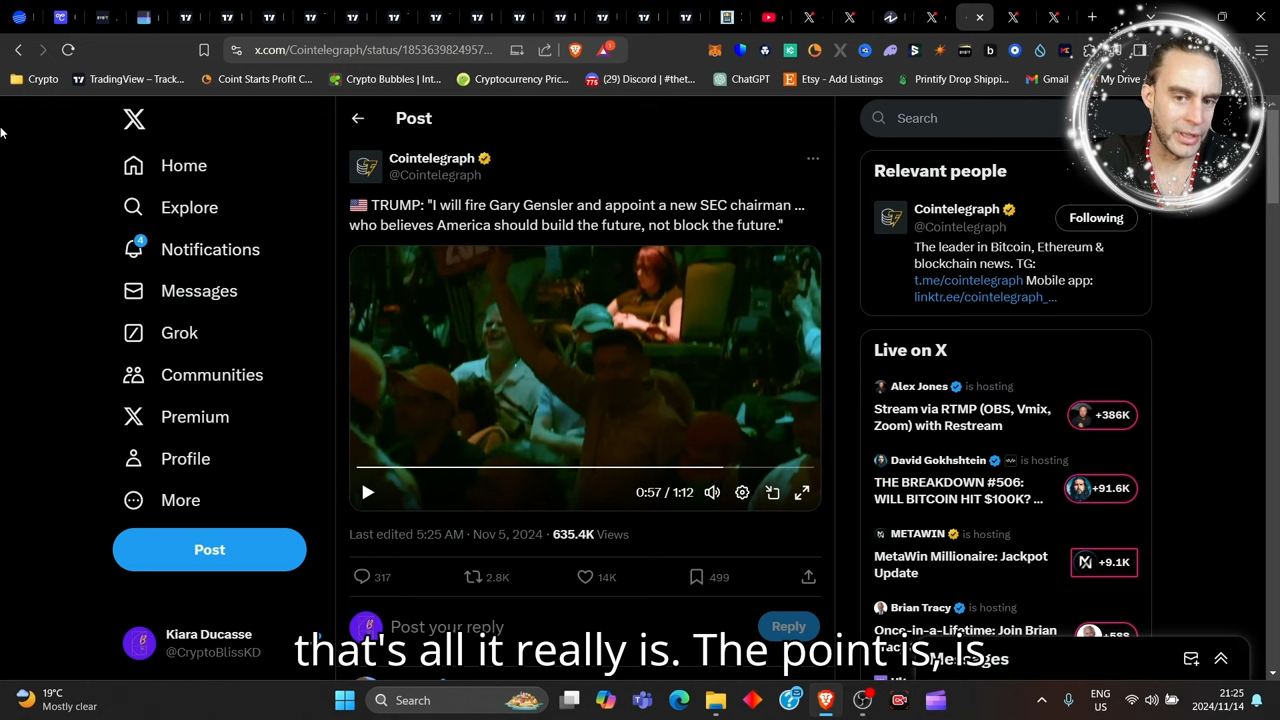 x.com/Cointelegraph/status/1853639824957...
Crypto
TradingView – Track...
Coint Starts Profit C...
Crypto Bubbles | Int...
Cryptocurrency Pric...
(29) Discord | #thet...
ChatGPT
Etsy - Add Listings
Printify Drop Shippi...
Gmail
My Drive
Home
Explore
4
Notifications
Messages
Grok
Communities
Premium
Profile
More
Post
Kiara Ducasse
@CryptoBlissKD
Post
Cointelegraph
@Cointelegraph
TRUMP: "I will fire Gary Gensler and appoint a new SEC chairman ...
who believes America should build the future, not block the future."
0:57 / 1:12
Last edited 5:25 AM · Nov 5, 2024 · 635.4K Views
317
2.8K
14K
499
Post your reply
Reply
Search
Relevant people
Cointelegraph
@Cointelegraph
Following
The leader in Bitcoin, Ethereum &
blockchain news. TG:
t.me/cointelegraph Mobile app:
linktr.ee/cointelegraph_...
Live on X
Alex Jones is hosting
Stream via RTMP (OBS, Vmix,
Zoom) with Restream
+386K
David Gokhshtein is hosting
THE BREAKDOWN #506:
WILL BITCOIN HIT $100K? ...
+91.6K
METAWIN is hosting
MetaWin Millionaire: Jackpot
Update
+9.1K
Brian Tracy is hosting
Once-in-a-Lifetime: Join Brian
Messages
that's all it really is. The point is, is
19°C
Mostly clear
Search
ENG
US
21:25
2024/11/14